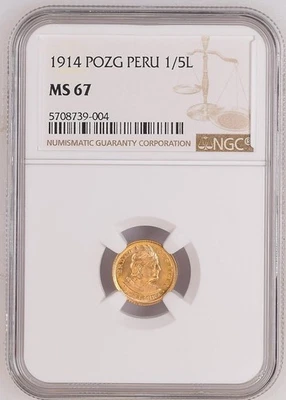 1914 POZG PERU 1/5L
MS 67
5708739-004
NUMISMATIC GUARANTY CORPORATION
NGC